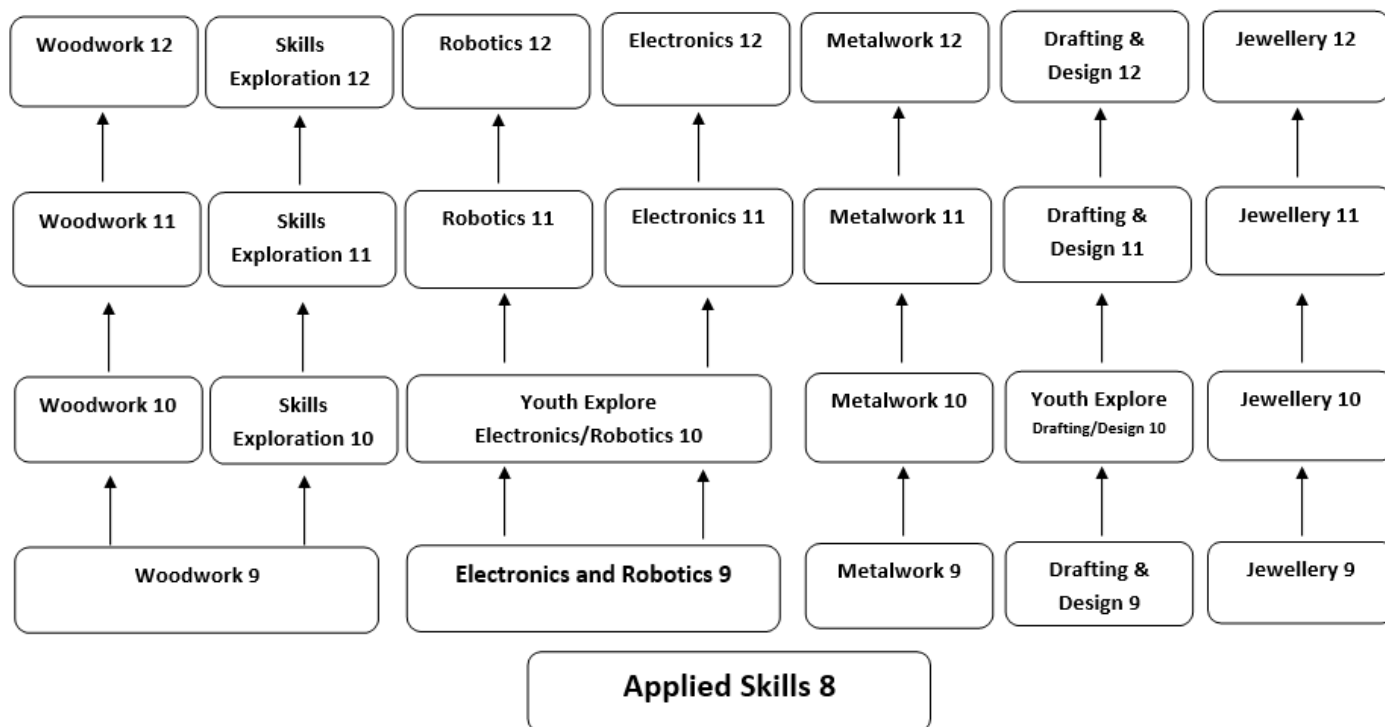 Woodwork 12
Skills
Exploration 12
Robotics 12
Electronics 12
Metalwork 12
Drafting &
Design 12
Jewellery 12
Woodwork 11
Skills
Exploration 11
Robotics 11
Electronics 11
Metalwork 11
Drafting &
Design 11
Jewellery 11
Woodwork 10
Skills
Exploration 10
Youth Explore
Electronics/Robotics 10
Metalwork 10
Youth Explore
Drafting/Design 10
Jewellery 10
Woodwork 9
Electronics and Robotics 9
Metalwork 9
Drafting &
Design 9
Jewellery 9
Applied Skills 8